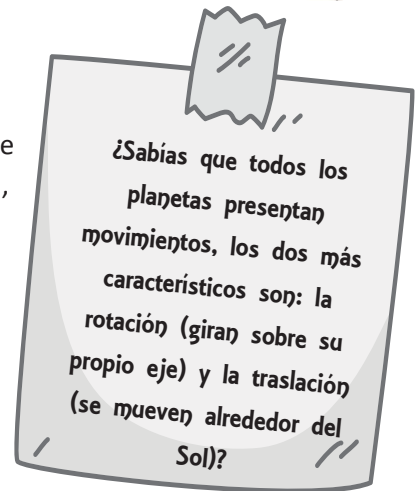 e
,
¿Sabías que todos los
planetas presentan
movimientos, los dos más
característicos son: la
rotación (giran sobre su
propio eje) y la traslación
(se mueven alrededor del
Sol)?